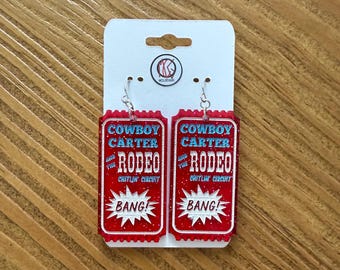 COWBOY
CARTER
AND THE RODEO
CHITLIN' CIRCUIT
BANG!
COWBOY
CARTER
AND THE RODEO
CHITLIN' CIRCUIT
BANG!